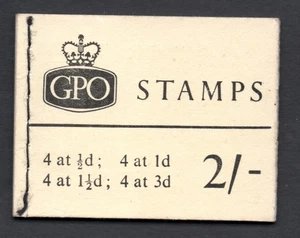 GPO STAMPS
4 at ½d; 4 at 1d
4 at 1½d; 4 at 3d
2/-